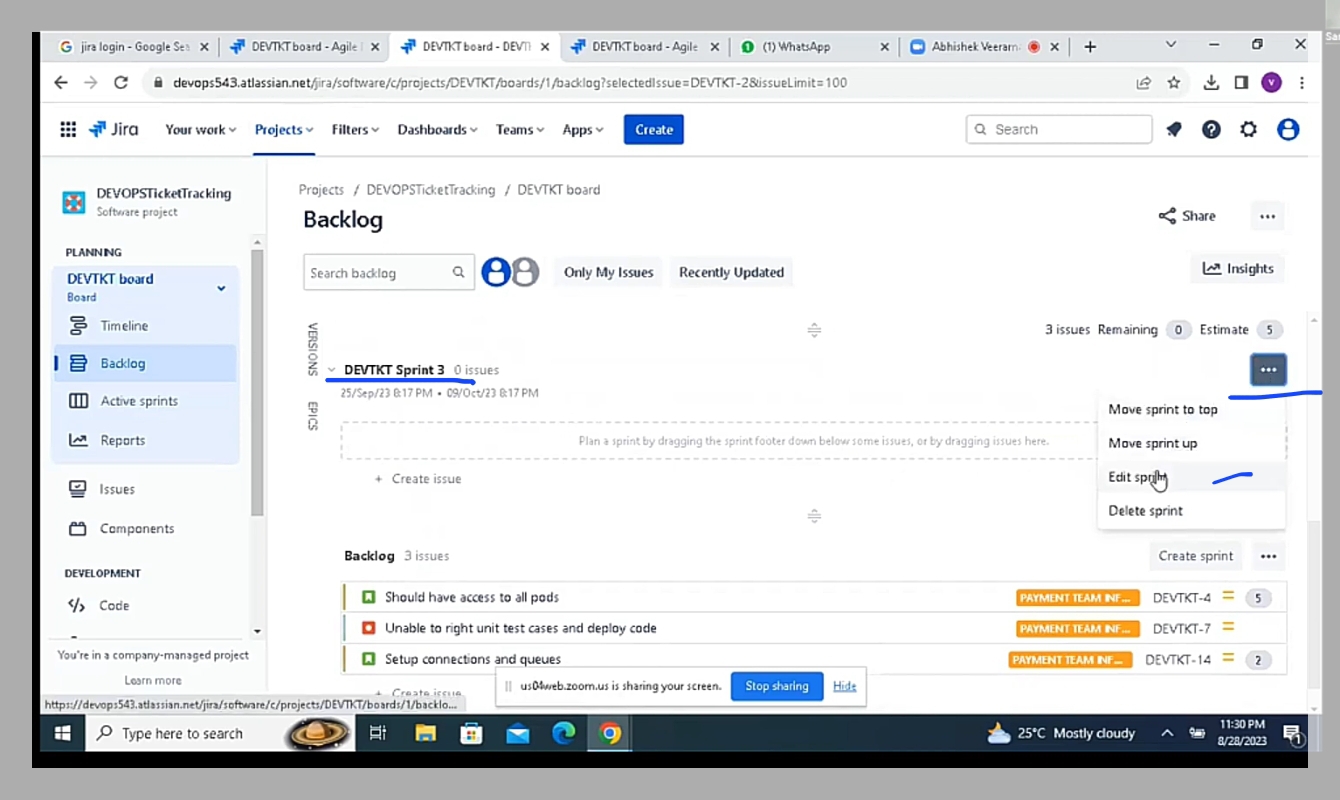 jira login - Google Se
DEVTKT board - Agile
DEVTKT board - DEVT
DEVTKT board - Agile
(1) WhatsApp
Abhishek Veeram
devops543.atlassian.net/jira/software/c/projects/DEVTKT/boards/1/backlog?selectedIssue=DEVTKT-2&issueLimit=100
V
Jira
Your work
Projects
Filters
Dashboards
Teams
Apps
Create
Search
DEVOPSTicketTracking
Software project
Projects / DEVOPSTicketTracking / DEVTKT board
Backlog
Share
PLANNING
DEVTKT board
Board
Search backlog
Only My Issues
Recently Updated
Insights
Timeline
Backlog
Active sprints
Reports
Issues
Components
DEVELOPMENT
Code
You're in a company-managed project
Learn more
VERSIONS
EPICS
3 issues Remaining 0 Estimate 5
DEVTKT Sprint 3 0 issues
25/Sep/23 8:17 PM • 09/Oct/23 8:17 PM
Move sprint to top
Move sprint up
Edit sprint
Delete sprint
Plan a sprint by dragging the sprint footer down below some issues, or by dragging issues here.
+ Create issue
Backlog 3 issues
Create sprint
Should have access to all pods PAYMENT TEAM INF... DEVTKT-4 5
Unable to right unit test cases and deploy code PAYMENT TEAM INF... DEVTKT-7
Setup connections and queues PAYMENT TEAM INF... DEVTKT-14 2
+ Create issue
us04web.zoom.us is sharing your screen.
Stop sharing
Hide
https://devops543.atlassian.net/jira/software/c/projects/DEVTKT/boards/1/backlo...
Type here to search
25°C Mostly cloudy
11:30 PM
8/28/2023
1